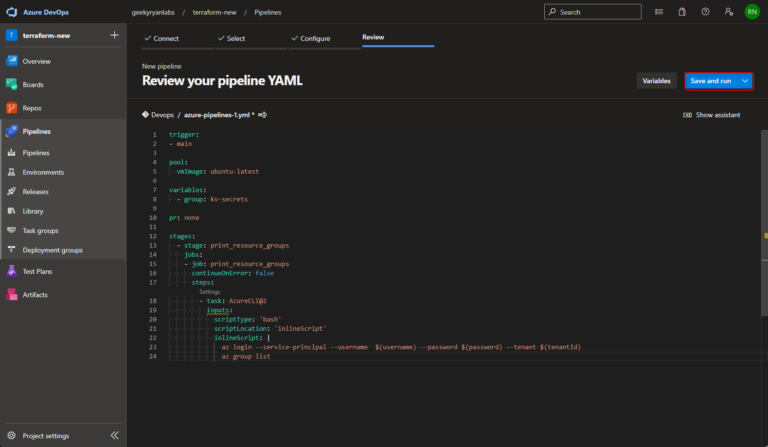 Azure DevOps
geekyryanlabs / terraform-new / Pipelines
Search
RN
T terraform-new
Overview
Boards
Repos
Pipelines
Pipelines
Environments
Releases
Library
Task groups
Deployment groups
Test Plans
Artifacts
Project settings
Connect
Select
Configure
Review
New pipeline
Review your pipeline YAML
Variables
Save and run
Devops / azure-pipelines-1.yml *
Show assistant
1 trigger:
2 - main
3
4 pool:
5 vmImage: ubuntu-latest
6
7 variables:
8 - group: kv-secrets
9
10 pr: none
11
12 stages:
13 - stage: print_resource_groups
14 jobs:
15 - job: print_resource_groups
16 continueOnError: false
17 steps:
Settings
18 - task: AzureCLI@2
19 inputs:
20 scriptType: 'bash'
21 scriptLocation: 'inlineScript'
22 inlineScript: |
23 az login --service-principal --username $(username) --password $(password) --tenant $(tenantId)
24 az group list